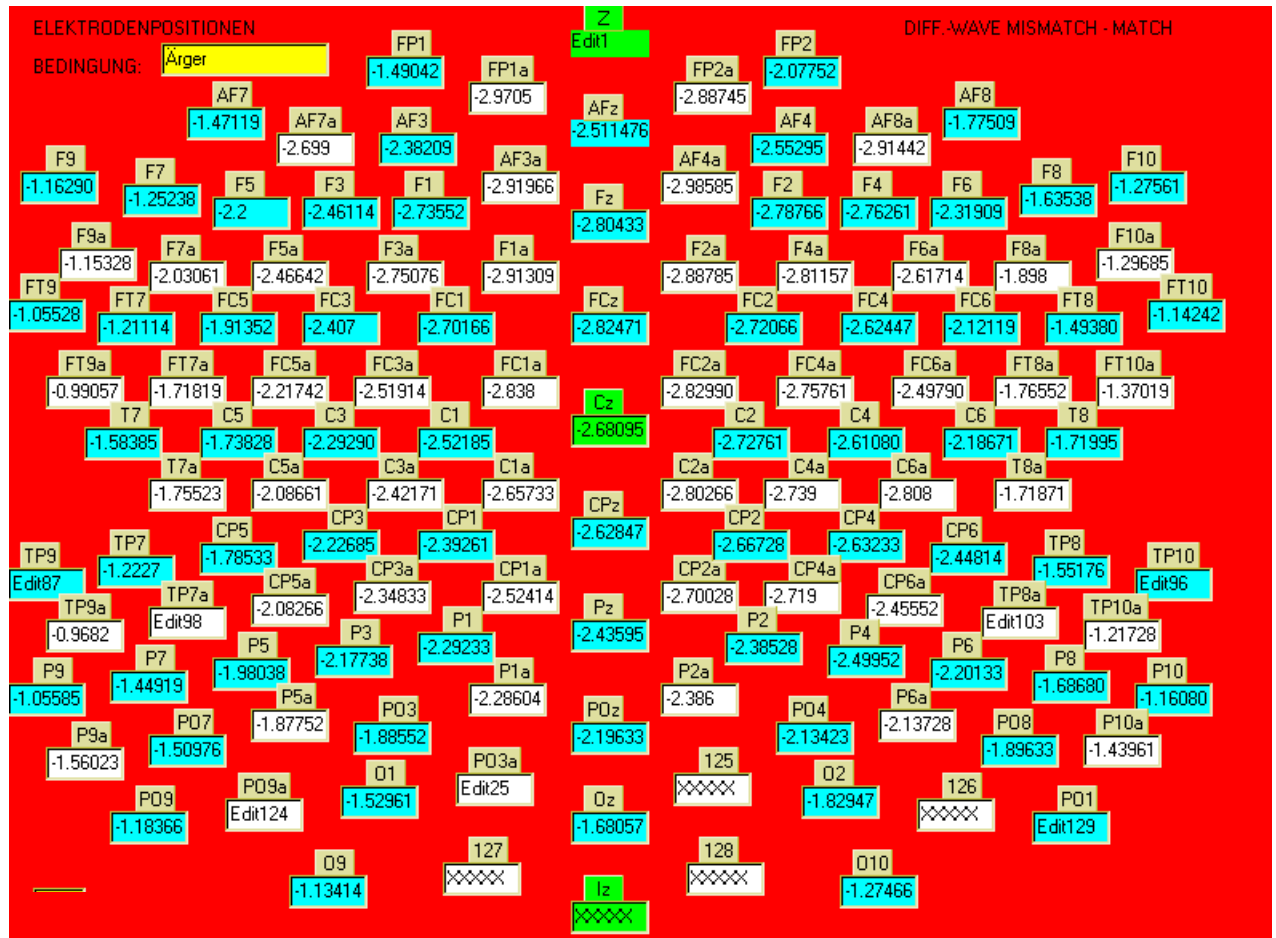 ELEKTRODENPOSITIONEN
Z
DIFF.-WAVE MISMATCH - MATCH
BEDINGUNG: Ärger
Edit1
FP1 FP2
-1.49042 -2.07752
FP1a FP2a
-2.9705 -2.88745
AF7 AFz AF8
-1.47119 -2.511476 -1.77509
AF7a AF3 AF4 AF8a
-2.699 -2.38209 -2.55295 -2.91442
F9 F7 AF3a AF4a F8 F10
-1.16290 -1.25238 -2.91966 -2.98585 -1.63538 -1.27561
F5 F3 F1 Fz F2 F4 F6
-2.2 -2.46114 -2.73552 -2.80433 -2.78766 -2.76261 -2.31909
F9a F7a F5a F3a F1a F2a F4a F6a F8a F10a
-1.15328 -2.03061 -2.46642 -2.75076 -2.91309 -2.88785 -2.81157 -2.61714 -1.898 -1.29685
FT9 FT7 FC5 FC3 FC1 FCz FC2 FC4 FC6 FT8 FT10
-1.05528 -1.21114 -1.91352 -2.407 -2.70166 -2.82471 -2.72066 -2.62447 -2.12119 -1.49380 -1.14242
FT9a FT7a FC5a FC3a FC1a FC2a FC4a FC6a FT8a FT10a
-0.99057 -1.71819 -2.21742 -2.51914 -2.838 -2.82990 -2.75761 -2.49790 -1.76552 -1.37019
T7 C5 C3 C1 Cz C2 C4 C6 T8
-1.58385 -1.73828 -2.29290 -2.52185 -2.68095 -2.72761 -2.61080 -2.18671 -1.71995
T7a C5a C3a C1a C2a C4a C6a T8a
-1.75523 -2.08661 -2.42171 -2.65733 -2.80266 -2.739 -2.808 -1.71871
TP9 TP7 CP5 CP3 CP1 CPz CP2 CP4 CP6 TP8 TP10
Edit87 -1.2227 -1.78533 -2.22685 -2.39261 -2.62847 -2.66728 -2.63233 -2.44814 -1.55176 Edit96
TP9a TP7a CP5a CP3a CP1a CP2a CP4a CP6a TP8a TP10a
-0.9682 Edit98 -2.08266 -2.34833 -2.52414 -2.70028 -2.719 -2.45552 Edit103 -1.21728
P9 P7 P5 P3 P1 Pz P2 P4 P6 P8 P10
-1.05585 -1.44919 -1.98038 -2.17738 -2.29233 -2.43595 -2.38528 -2.49952 -2.20133 -1.68680 -1.16080
P9a P5a P1a P2a P6a P10a
-1.56023 -1.87752 -2.28604 -2.386 -2.13728 -1.43961
PO7 PO3 POz PO4 PO8
-1.50976 -1.88552 -2.19633 -2.13423 -1.89633
PO9 PO9a O1 PO3a Oz 125 O2 126 PO1
-1.18366 Edit124 -1.52961 Edit25 -1.68057 XXXXX -1.82947 XXXXX Edit129
O9 127 Iz 128 O10
-1.13414 XXXXX XXXXX XXXXX -1.27466